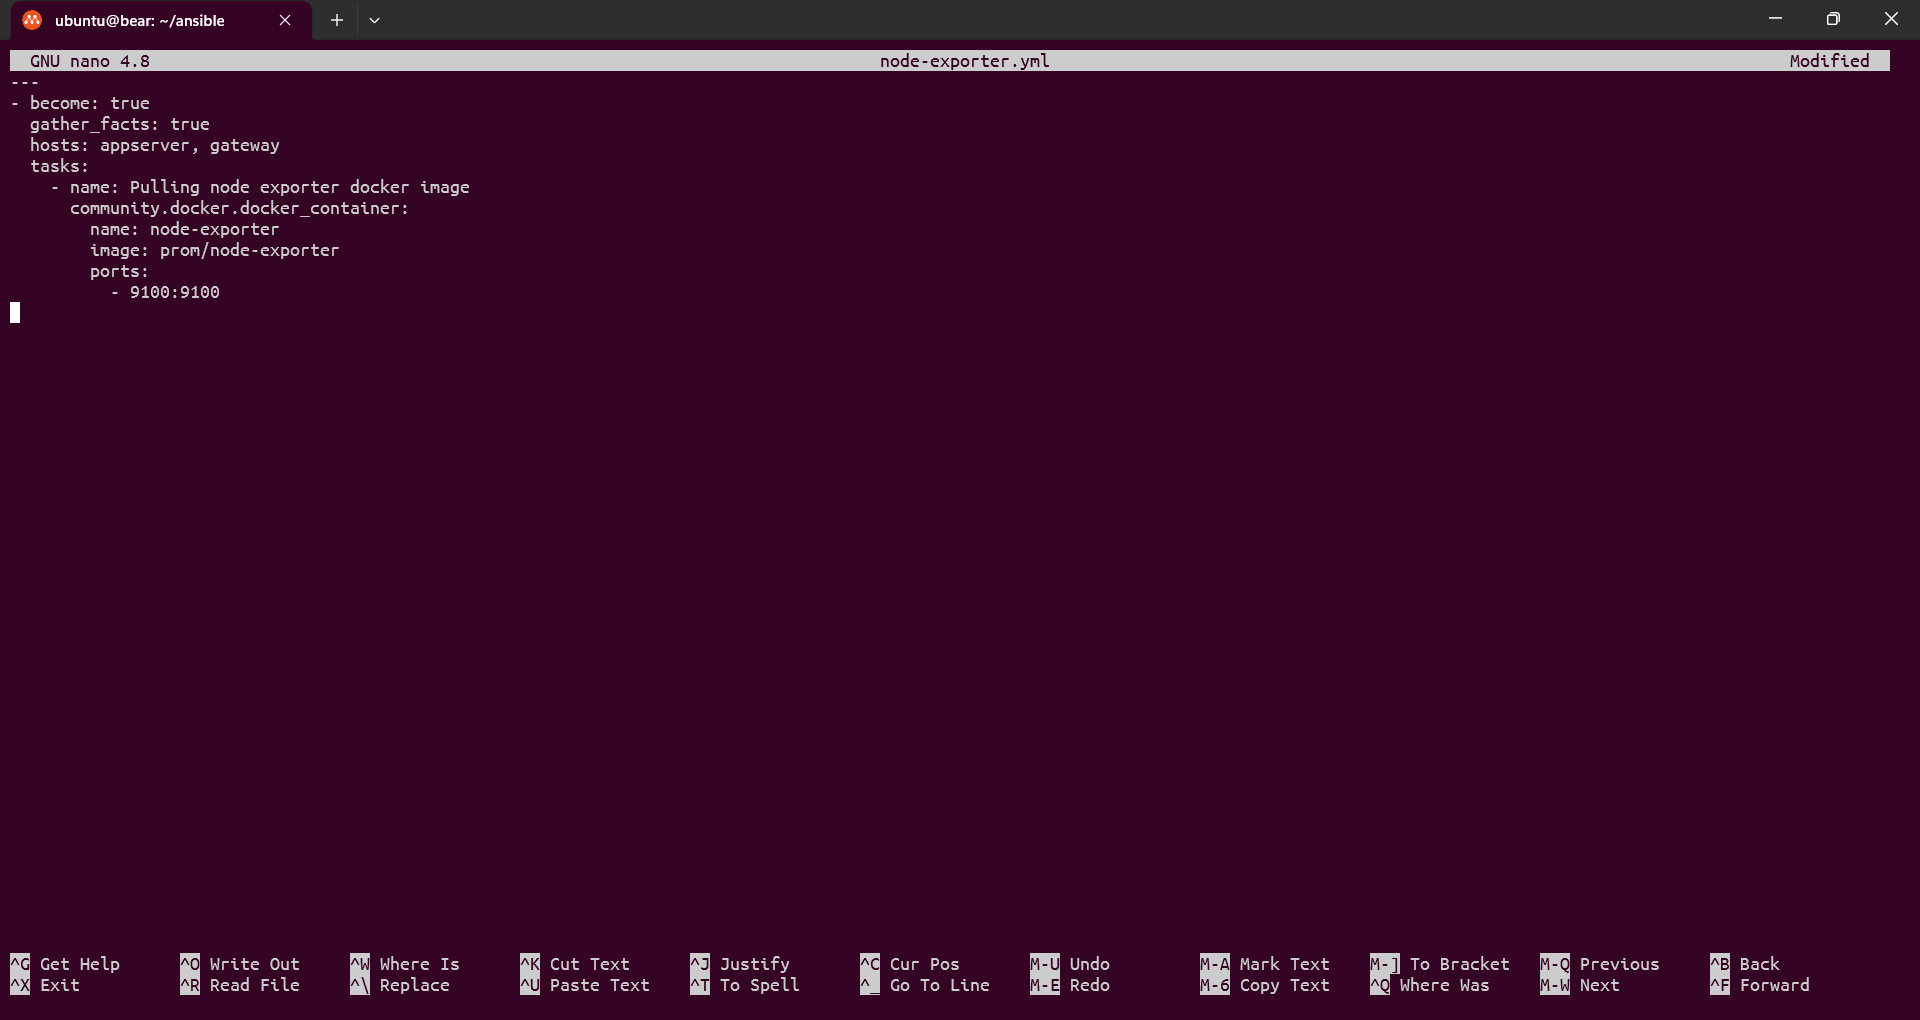 ubuntu@bear: ~/ansible
GNU nano 4.8 node-exporter.yml Modified
---
- become: true
  gather_facts: true
  hosts: appserver, gateway
  tasks:
    - name: Pulling node exporter docker image
      community.docker.docker_container:
        name: node-exporter
        image: prom/node-exporter
        ports:
          - 9100:9100
^G Get Help ^O Write Out ^W Where Is ^K Cut Text ^J Justify ^C Cur Pos M-U Undo M-A Mark Text M-] To Bracket M-Q Previous ^B Back
^X Exit ^R Read File ^\ Replace ^U Paste Text ^T To Spell ^_ Go To Line M-E Redo M-6 Copy Text ^Q Where Was M-W Next ^F Forward